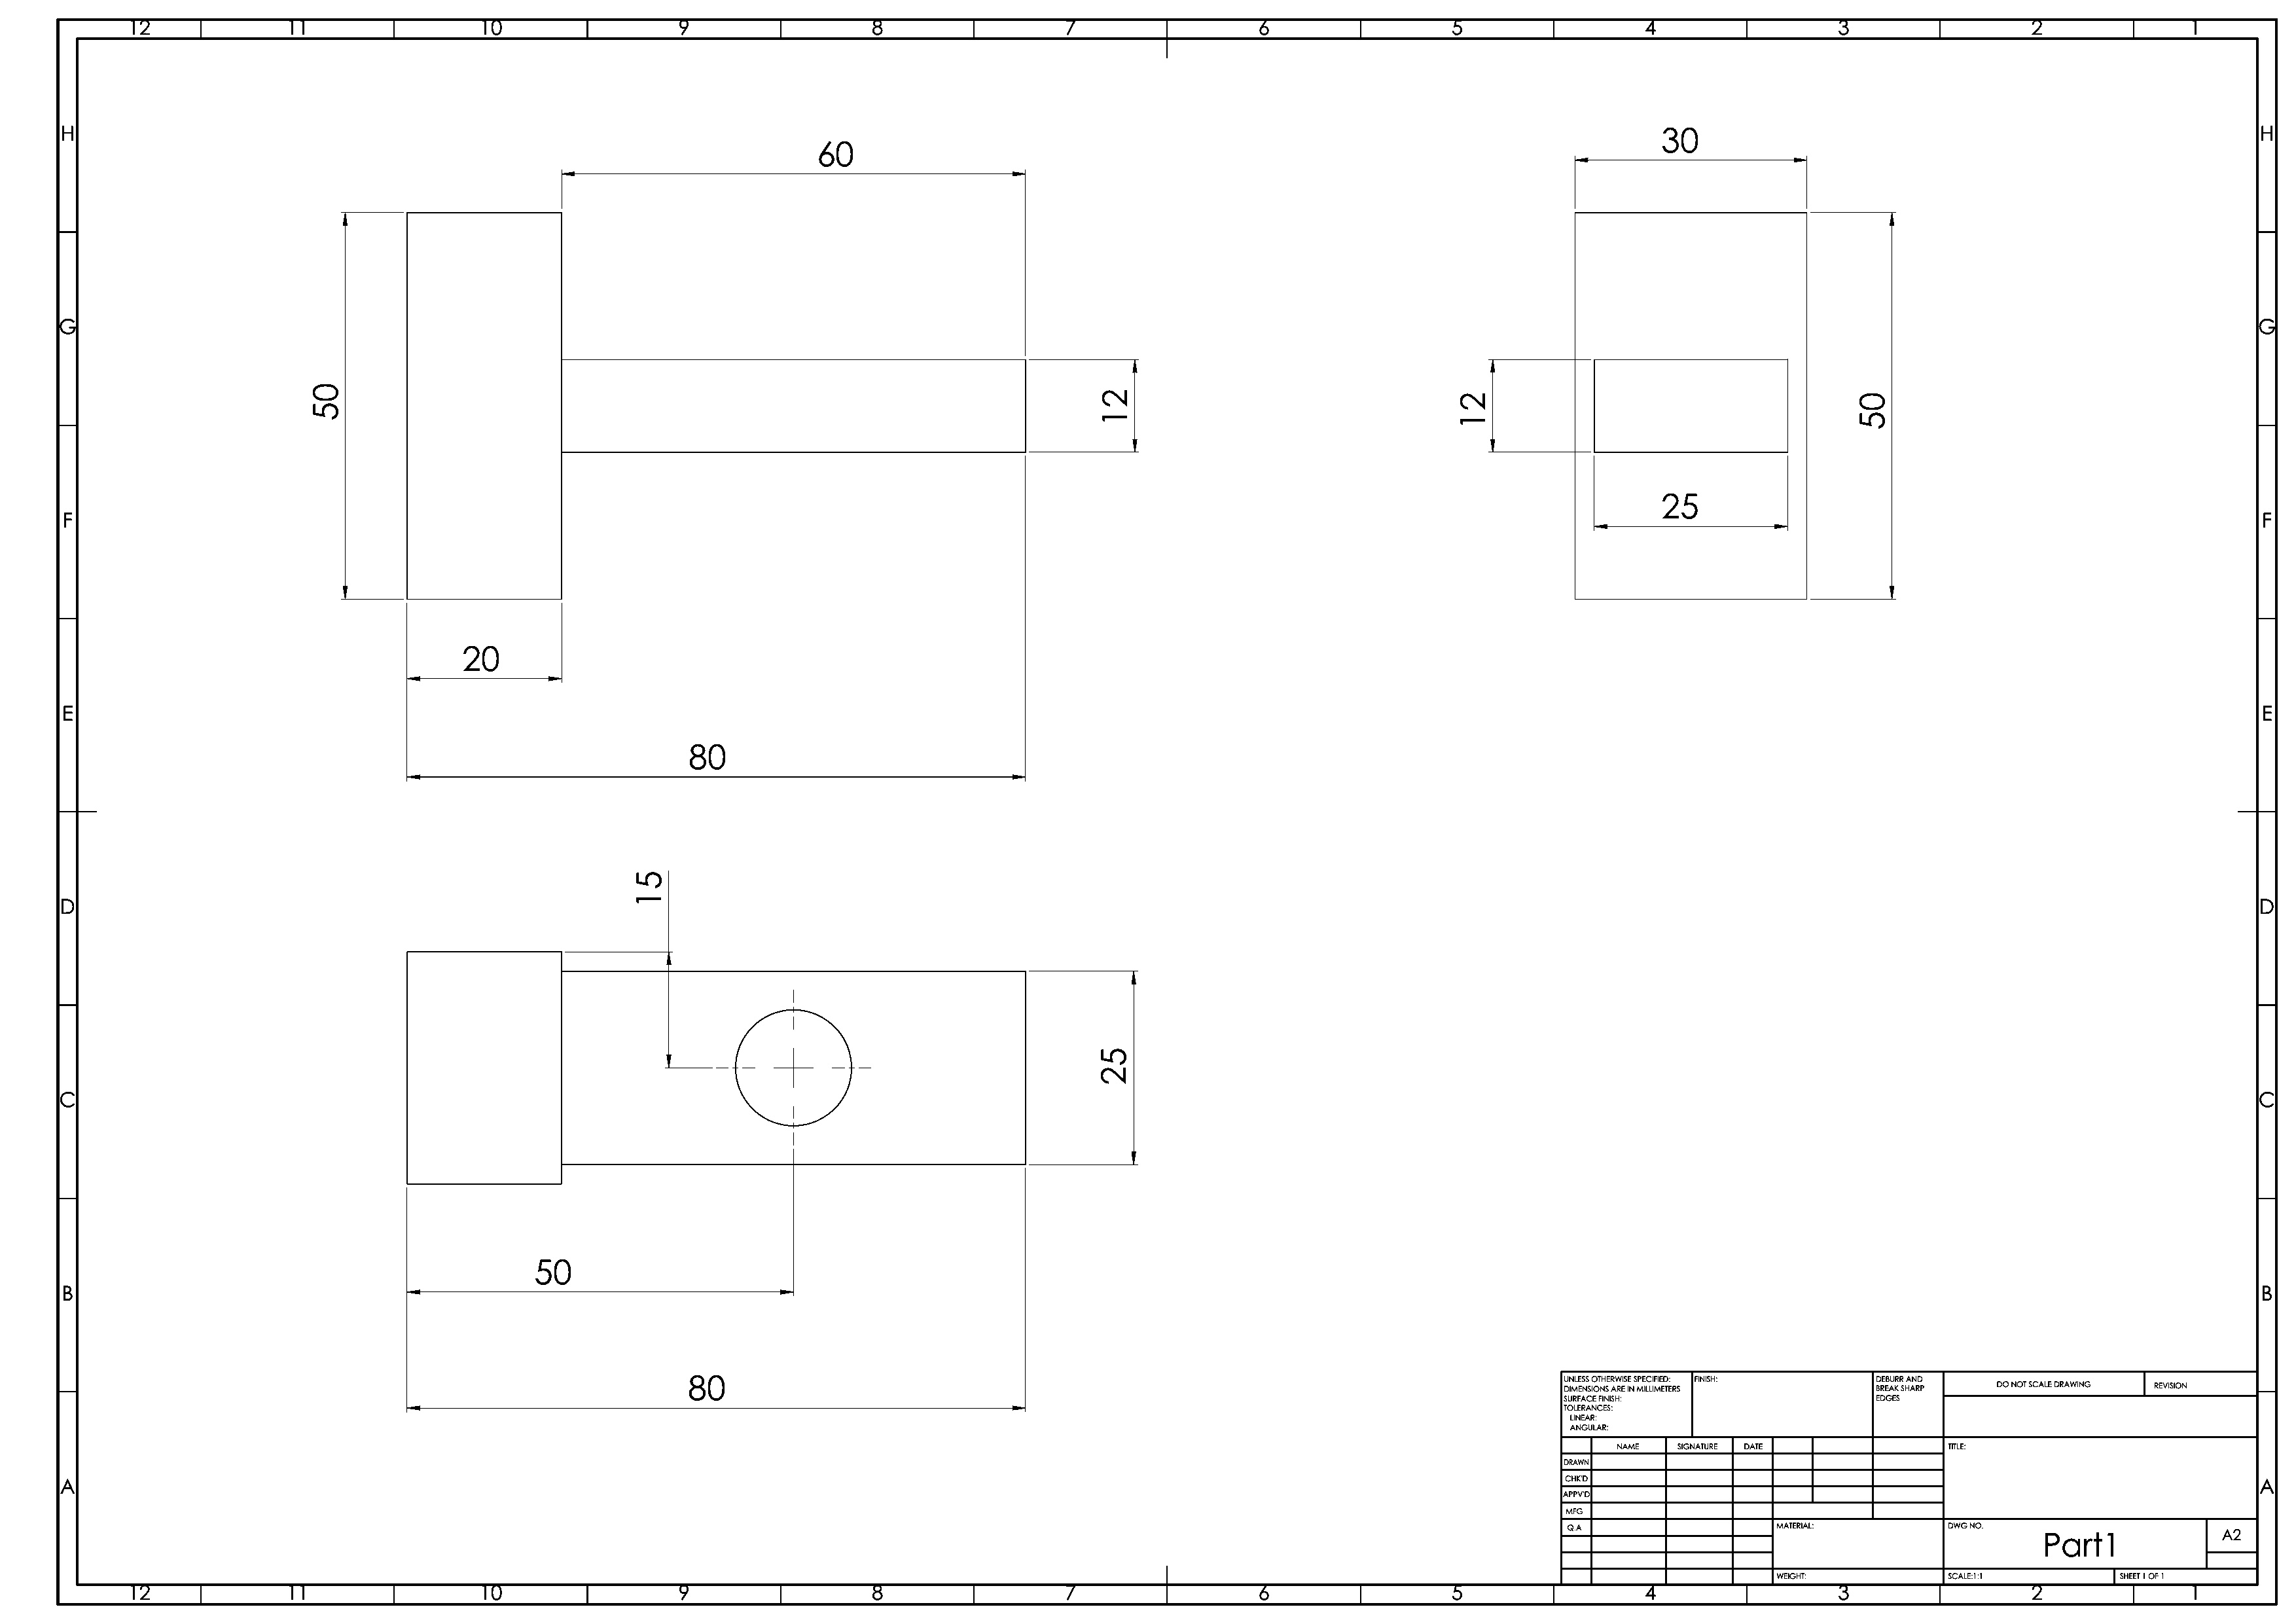 12 11 10 9 8 7 6 5 4 3 2 1
H H
60 30
G G
50 12 12 50
25
F F
20
E E
80
15
D D
25
C C
50
B B
80
UNLESS OTHERWISE SPECIFIED:
DIMENSIONS ARE IN MILLIMETERS
SURFACE FINISH:
TOLERANCES:
LINEAR:
ANGULAR:
FINISH:
DEBURR AND
BREAK SHARP
EDGES
DO NOT SCALE DRAWING
REVISION
NAME SIGNATURE DATE
TITLE:
DRAWN
CHK'D
APPV'D
MFG
Q.A
MATERIAL:
DWG NO.
Part1
A2
WEIGHT:
SCALE:1:1
SHEET 1 OF 1
A A
12 11 10 9 8 7 6 5 4 3 2 1